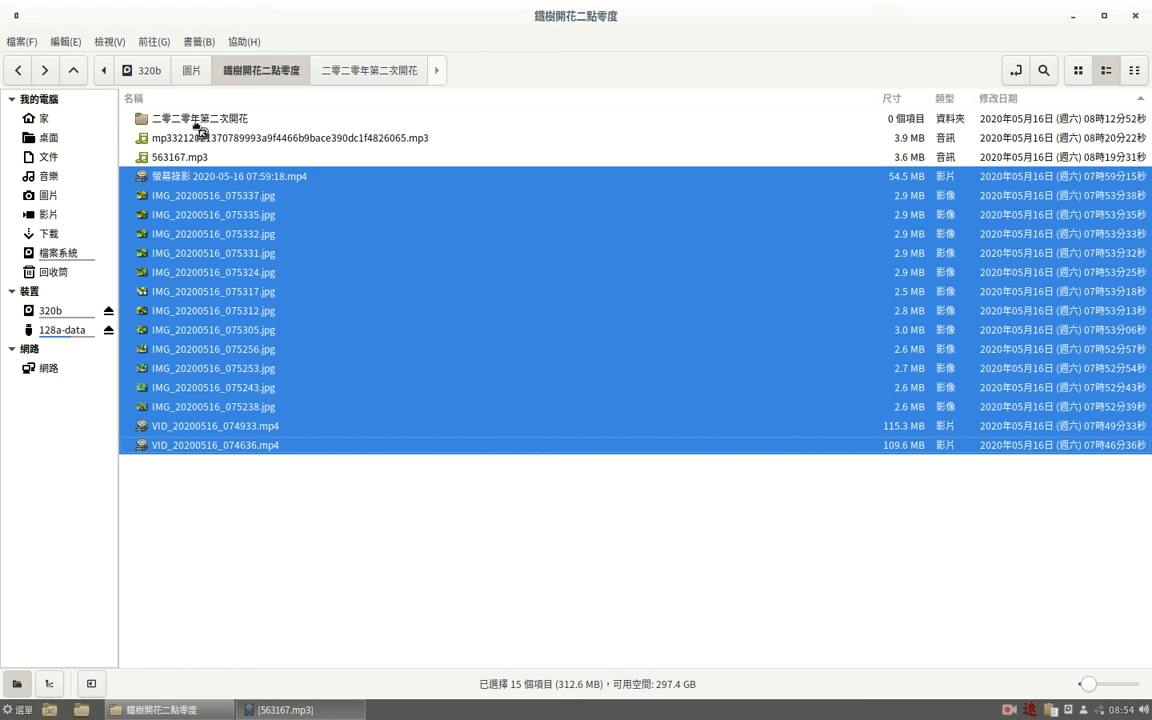 鐵樹開花二點零度
檔案(F) 編輯(E) 檢視(V) 前往(G) 書籤(B) 協助(H)
320b 圖片 鐵樹開花二點零度 二零二零年第二次開花
我的電腦
家
桌面
文件
音樂
圖片
影片
下載
檔案系統
回收筒
裝置
320b
128a-data
網路
網路
名稱 尺寸 類型 修改日期
二零二零年第二次開花 0 個項目 資料夾 2020年05月16日 (週六) 08時12分52秒
3.9 MB 音訊 2020年05月16日 (週六) 08時20分22秒
563167.mp3 3.6 MB 音訊 2020年05月16日 (週六) 08時19分31秒
螢幕錄影 2020-05-16 07:59:18.mp4 54.5 MB 影片 2020年05月16日 (週六) 07時59分15秒
IMG_20200516_075337.jpg 2.9 MB 影像 2020年05月16日 (週六) 07時53分38秒
IMG_20200516_075335.jpg 2.9 MB 影像 2020年05月16日 (週六) 07時53分35秒
IMG_20200516_075332.jpg 2.9 MB 影像 2020年05月16日 (週六) 07時53分33秒
IMG_20200516_075331.jpg 2.9 MB 影像 2020年05月16日 (週六) 07時53分32秒
IMG_20200516_075324.jpg 2.9 MB 影像 2020年05月16日 (週六) 07時53分25秒
IMG_20200516_075317.jpg 2.5 MB 影像 2020年05月16日 (週六) 07時53分18秒
IMG_20200516_075312.jpg 2.8 MB 影像 2020年05月16日 (週六) 07時53分13秒
IMG_20200516_075305.jpg 3.0 MB 影像 2020年05月16日 (週六) 07時53分06秒
IMG_20200516_075256.jpg 2.6 MB 影像 2020年05月16日 (週六) 07時52分57秒
IMG_20200516_075253.jpg 2.7 MB 影像 2020年05月16日 (週六) 07時52分54秒
IMG_20200516_075243.jpg 2.6 MB 影像 2020年05月16日 (週六) 07時52分43秒
IMG_20200516_075238.jpg 2.6 MB 影像 2020年05月16日 (週六) 07時52分39秒
VID_20200516_074933.mp4 115.3 MB 影片 2020年05月16日 (週六) 07時49分33秒
VID_20200516_074636.mp4 109.6 MB 影片 2020年05月16日 (週六) 07時46分36秒
已選擇 15 個項目 (312.6 MB)，可用空間: 297.4 GB
選單 鐵樹開花二點零度 [563167.mp3] 08:54